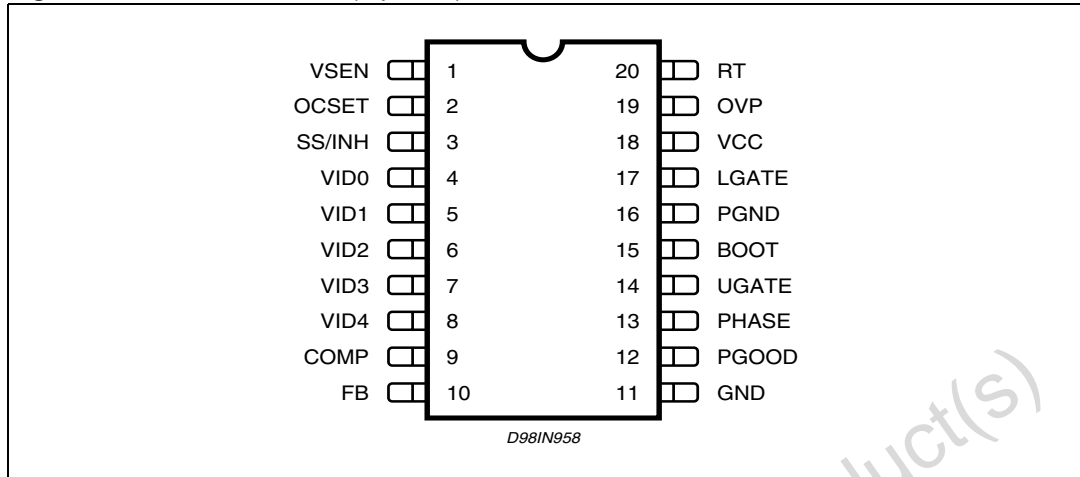 VSEN 1 20 RT
OCSET 2 19 OVP
SS/INH 3 18 VCC
VID0 4 17 LGATE
VID1 5 16 PGND
VID2 6 15 BOOT
VID3 7 14 UGATE
VID4 8 13 PHASE
COMP 9 12 PGOOD
FB 10 11 GND
D98IN958